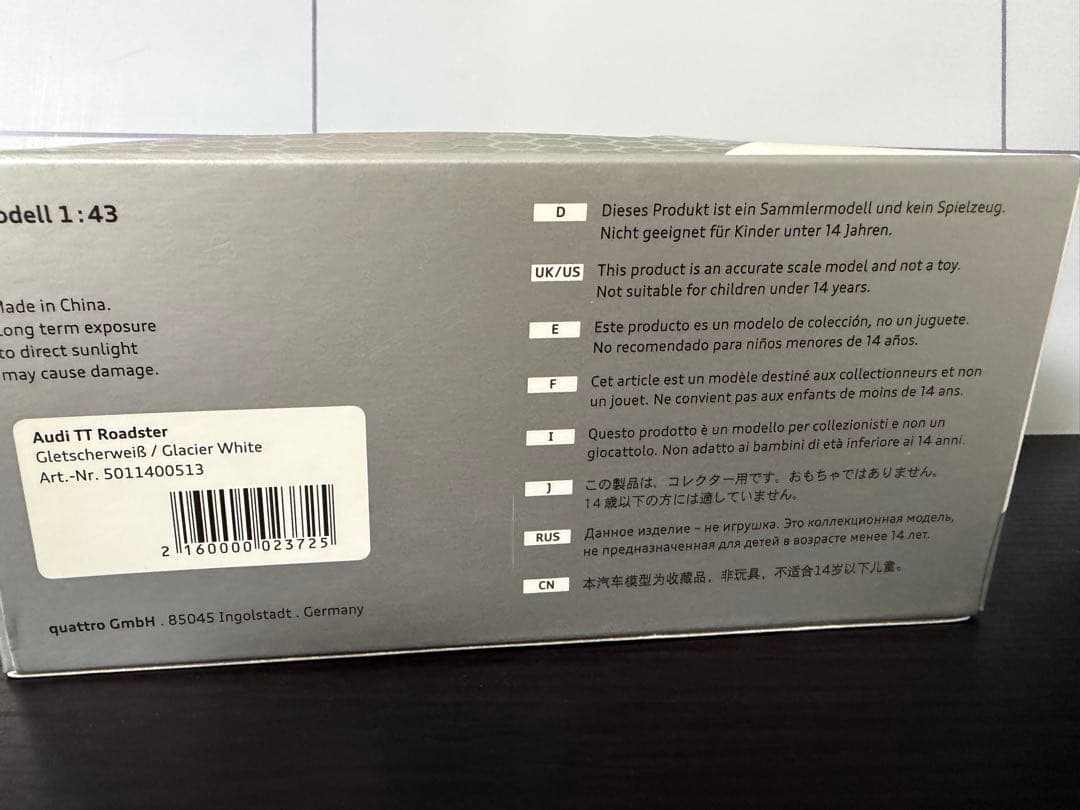 odell 1:43
Made in China.
Long term exposure
to direct sunlight
may cause damage.
Audi TT Roadster
Gletscherweiß / Glacier White
Art.-Nr. 5011400513
2 160000 023725
quattro GmbH . 85045 Ingolstadt . Germany
D Dieses Produkt ist ein Sammlermodell und kein Spielzeug.
Nicht geeignet für Kinder unter 14 Jahren.
UK/US This product is an accurate scale model and not a toy.
Not suitable for children under 14 years.
E Este producto es un modelo de colección, no un juguete.
No recomendado para niños menores de 14 años.
F Cet article est un modèle destiné aux collectionneurs et non
un jouet. Ne convient pas aux enfants de moins de 14 ans.
I Questo prodotto è un modello per collezionisti e non un
giocattolo. Non adatto ai bambini di età inferiore ai 14 anni.
J この製品は、コレクター用です。おもちゃではありません。
14歳以下の方には適していません。
RUS Данное изделие – не игрушка. Это коллекционная модель,
не предназначенная для детей в возрасте менее 14 лет.
CN 本汽车模型为收藏品，非玩具，不适合14岁以下儿童。